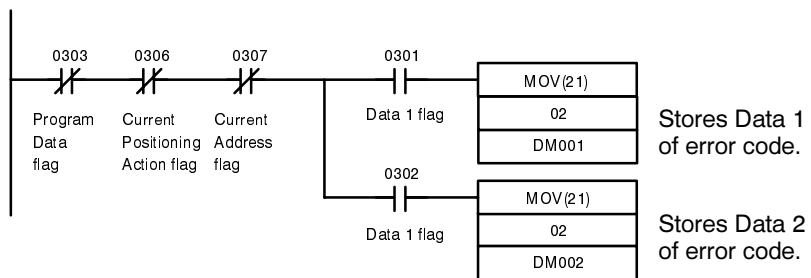 0303
0306
0307
0301
Program
Data
flag
Current
Positioning
Action flag
Current
Address
flag
Data 1 flag
MOV(21)
02
DM001
Stores Data 1
of error code.
0302
Data 1 flag
MOV(21)
02
DM002
Stores Data 2
of error code.